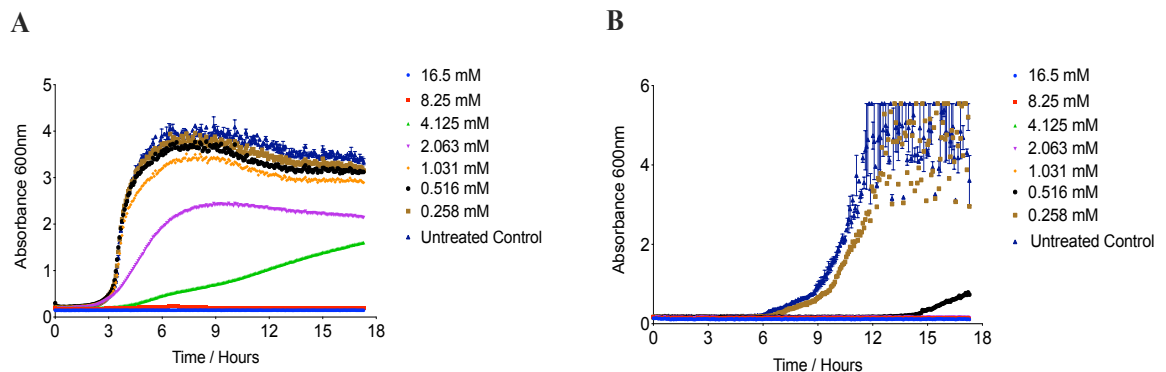 A
B
5
4
3
2
1
0
0 3 6 9 12 15 18
Absorbance 600nm
Time / Hours
16.5 mM
8.25 mM
4.125 mM
2.063 mM
1.031 mM
0.516 mM
0.258 mM
Untreated Control
6
4
2
0
0 3 6 9 12 15 18
Absorbance 600nm
Time / Hours
16.5 mM
8.25 mM
4.125 mM
2.063 mM
1.031 mM
0.516 mM
0.258 mM
Untreated Control